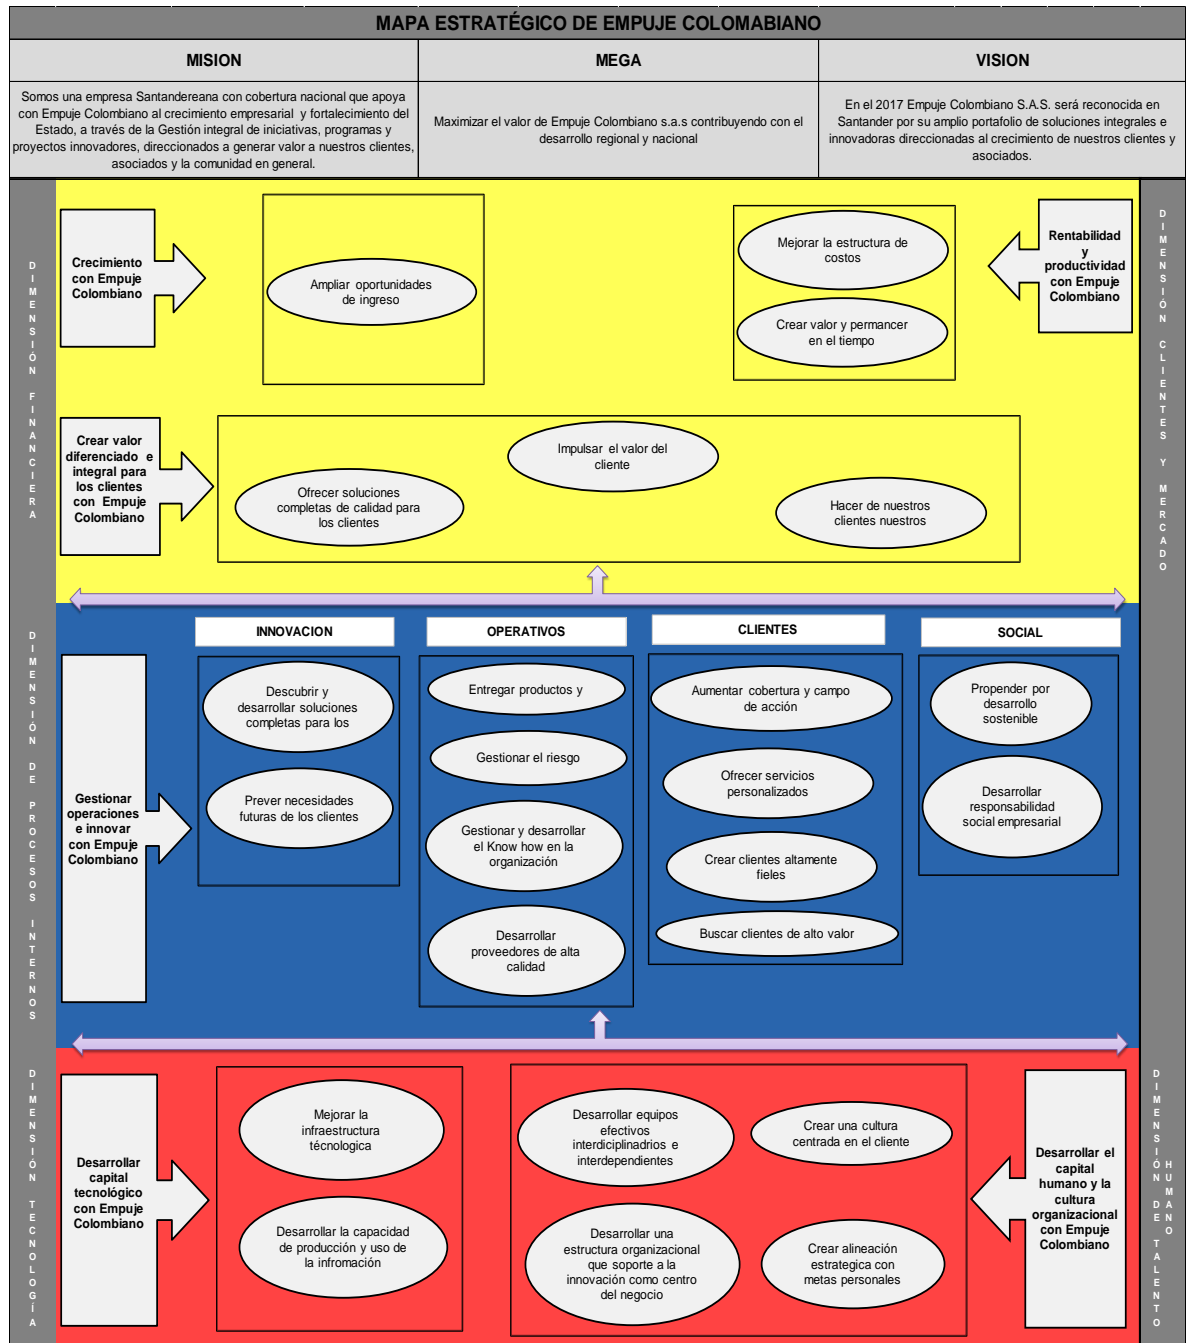 MAPA ESTRATÉGICO DE EMPUJE COLOMABIANO
MISION
MEGA
VISION
Somos una empresa Santandereana con cobertura nacional que apoya
con Empuje Colombiano al crecimiento empresarial y fortalecimiento del
Estado, a través de la Gestión integral de iniciativas, programas y
proyectos innovadores, direccionados a generar valor a nuestros clientes,
asociados y la comunidad en general.
Maximizar el valor de Empuje Colombiano s.a.s contribuyendo con el
desarrollo regional y nacional
En el 2017 Empuje Colombiano S.A.S. será reconocida en
Santander por su amplio portafolio de soluciones integrales e
innovadoras direccionadas al crecimiento de nuestros clientes y
asociados.
DIMENSIÓN FINANCIERA
Crecimiento
con Empuje
Colombiano
Ampliar oportunidades
de ingreso
Mejorar la estructura de
costos
Crear valor y permancer
en el tiempo
Rentabilidad
y
productividad
con Empuje
Colombiano
DIMENSIÓN CLIENTES Y MERCADO
Crear valor
diferenciado e
integral para
los clientes
con Empuje
Colombiano
Impulsar el valor del
cliente
Ofrecer soluciones
completas de calidad para
los clientes
Hacer de nuestros
clientes nuestros
DIMENSIÓN DE PROCESOS INTERNOS
Gestionar
operaciones
e innovar
con Empuje
Colombiano
INNOVACION
Descubrir y
desarrollar soluciones
completas para los
Prever necesidades
futuras de los clientes
OPERATIVOS
Entregar productos y
Gestionar el riesgo
Gestionar y desarrollar
el Know how en la
organización
Desarrollar
proveedores de alta
calidad
CLIENTES
Aumentar cobertura y campo
de acción
Ofrecer servicios
personalizados
Crear clientes altamente
fieles
Buscar clientes de alto valor
SOCIAL
Propender por
desarrollo
sostenible
Desarrollar
responsabilidad
social empresarial
DIMENSIÓN TECNOLOGÍA
Desarrollar
capital
tecnológico
con Empuje
Colombiano
Mejorar la
infraestructura
técnologica
Desarrollar la capacidad
de producción y uso de
la infromación
Desarrollar equipos
efectivos
interdiciplinadrios e
interdependientes
Crear una cultura
centrada en el cliente
Desarrollar una
estructura organizacional
que soporte a la
innovación como centro
del negocio
Crear alineación
estrategica con
metas personales
Desarrollar el
capital
humano y la
cultura
organizacional
con Empuje
Colombiano
DIMENSIÓN DE TALENTO
HUMANO